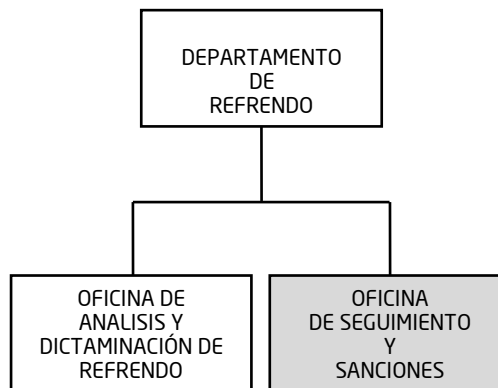 DEPARTAMENTO
DE
REFRENDO
OFICINA DE
ANALISIS Y
DICTAMINACIÓN DE
REFRENDO
OFICINA
DE SEGUIMIENTO
Y
SANCIONES